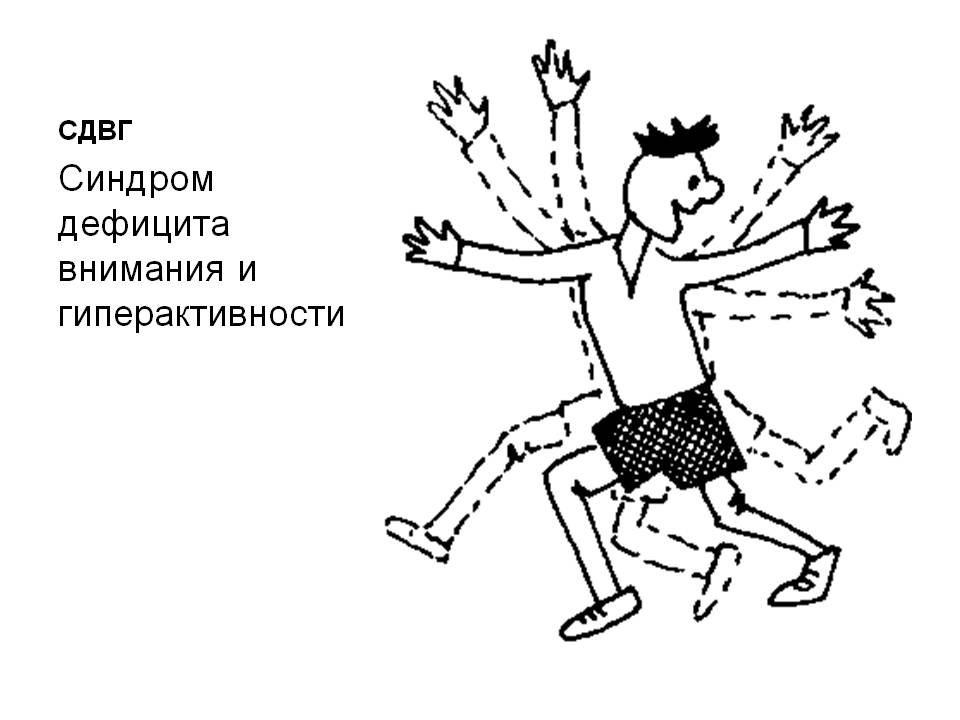 СДВГ
Синдром
дефицита
внимания и
гиперактивности